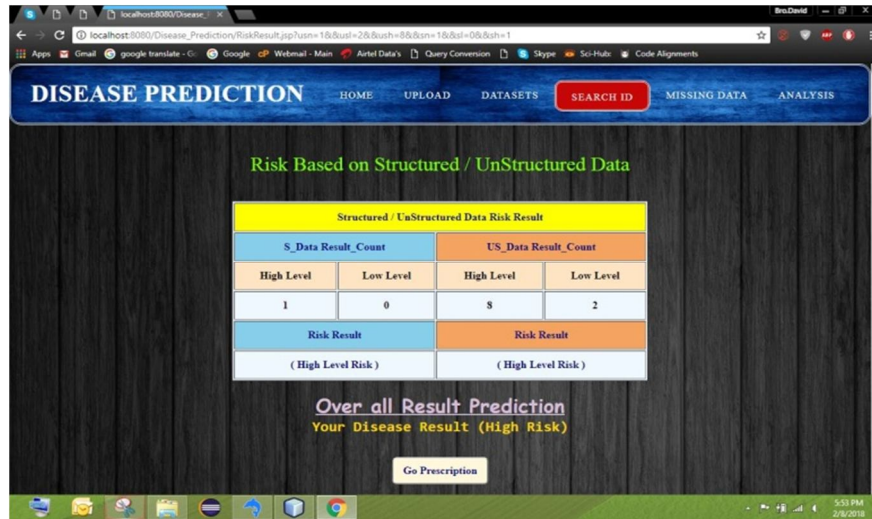 Bro.David
localhost:8080/Disease_
localhost:8080/Disease_Prediction/RiskResult.jsp?usn=1&&usl=2&&ush=8&&sn=1&&sl=0&&sh=1
Apps Gmail google translate - Go Google Webmail - Main Airtel Data's Query Conversion Skype Sci-Hub: Code Alignments
DISEASE PREDICTION HOME UPLOAD DATASETS SEARCH ID MISSING DATA ANALYSIS
Risk Based on Structured / UnStructured Data
Structured / UnStructured Data Risk Result
S_Data Result_Count US_Data Result_Count
High Level Low Level High Level Low Level
1 0 8 2
Risk Result Risk Result
( High Level Risk ) ( High Level Risk )
Over all Result Prediction
Your Disease Result (High Risk)
Go Prescription
5:53 PM
2/8/2018